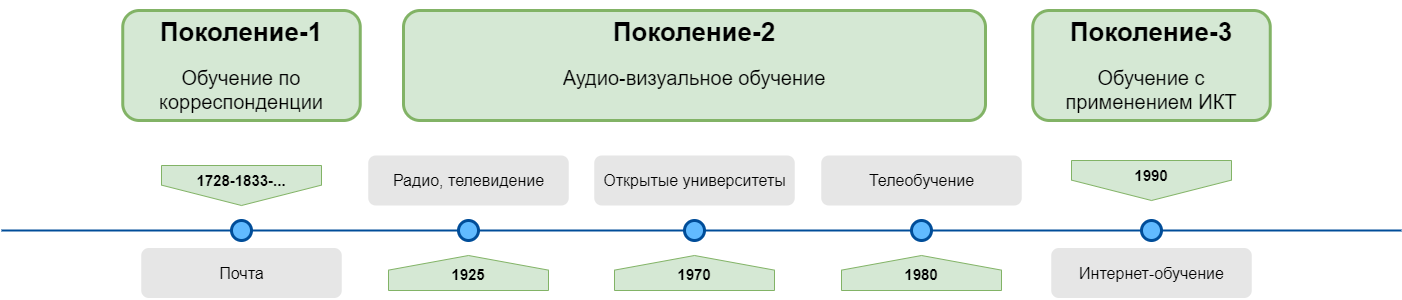 Поколение-1
Обучение по
корреспонденции
Поколение-2
Аудио-визуальное обучение
Поколение-3
Обучение с
применением ИКТ
1728-1833-...
Радио, телевидение
Открытые университеты
Телеобучение
1990
Почта
1925
1970
1980
Интернет-обучение